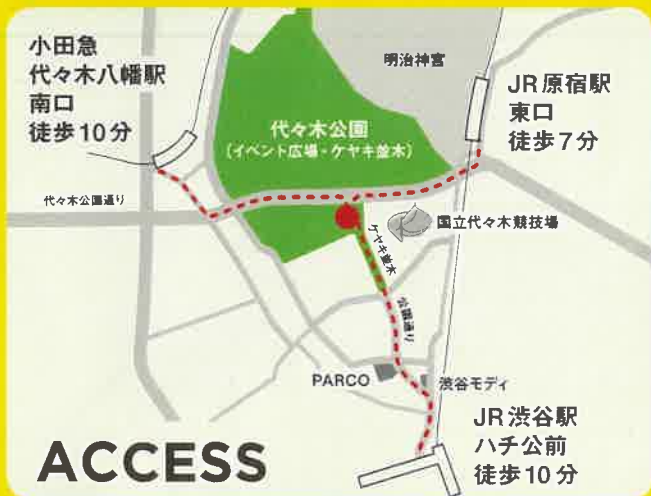 小田急
代々木八幡駅
南口
徒歩10分
明治神宮
JR原宿駅
東口
徒歩7分
代々木公園
(イベント広場・ケヤキ並木)
代々木公園通り
国立代々木競技場
ケヤキ並木
公園通り
PARCO
渋谷モディ
JR渋谷駅
ハチ公前
徒歩10分
ACCESS